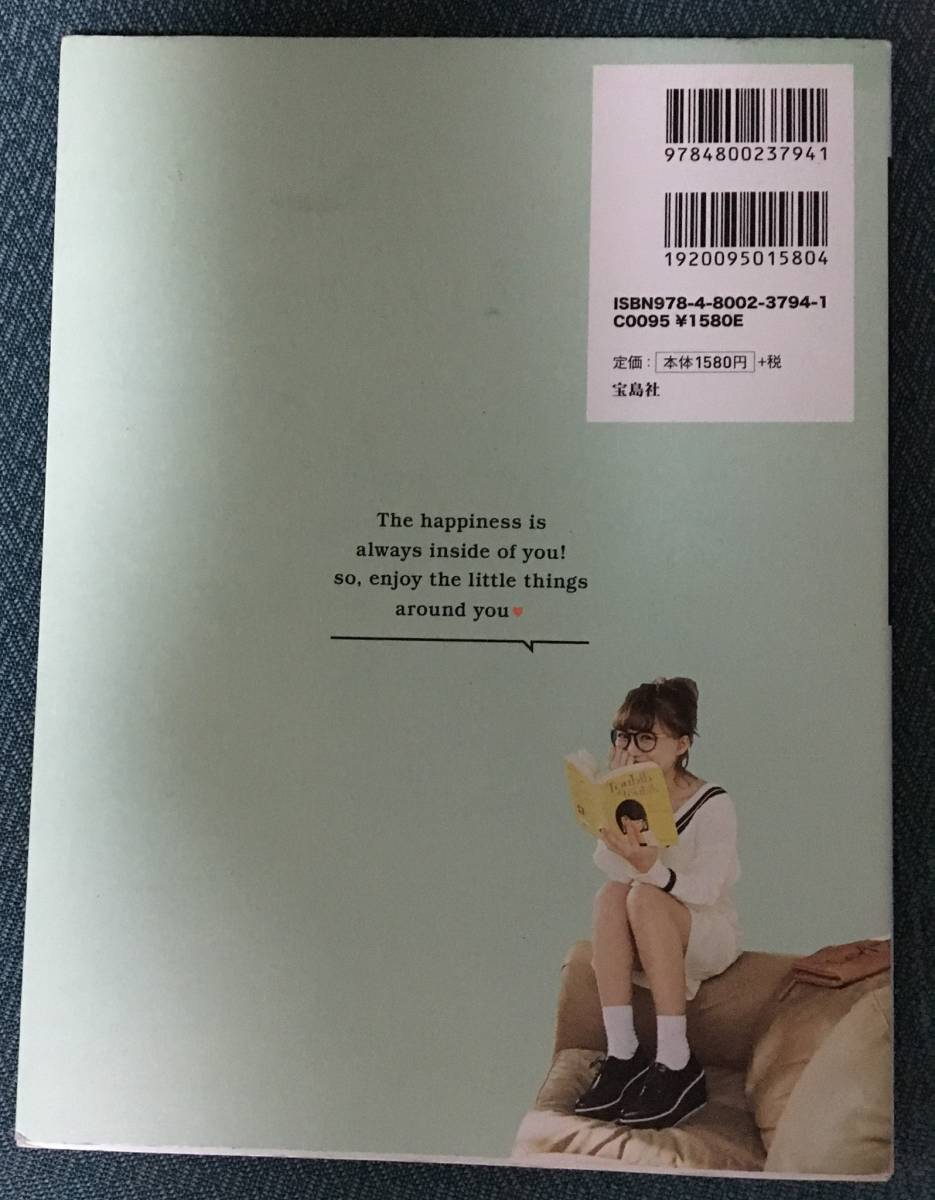 9784800237941
1920095015804
ISBN978-4-8002-3794-1
C0095 ¥1580E
定価: 本体1580円 +税
宝島社
The happiness is
always inside of you!
so, enjoy the little things
around you♥